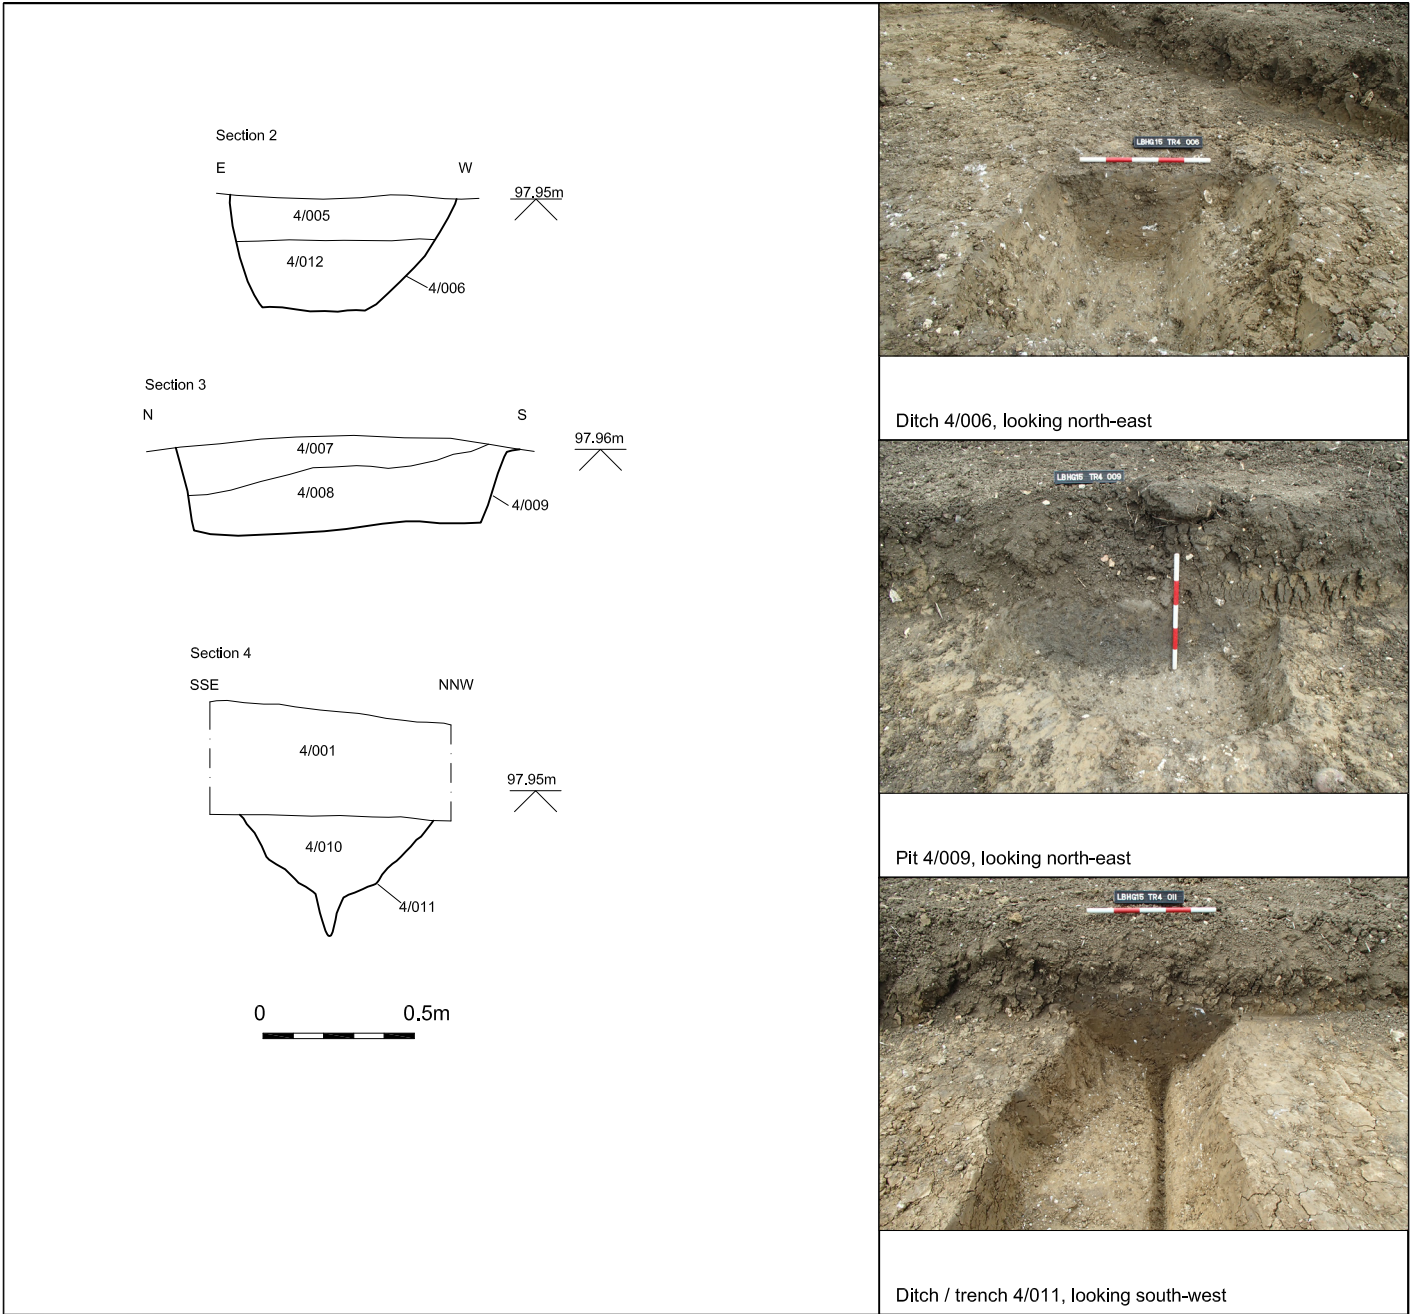 Section 2
E
W
97.95m
4/005
4/012
4/006
Section 3
N
S
97.96m
4/007
4/008
4/009
Section 4
SSE
NNW
4/001
97.95m
4/010
4/011
0
0.5m
LBHG15 TR4 006
Ditch 4/006, looking north-east
LBHG15 TR4 009
Pit 4/009, looking north-east
LBHG15 TR4 011
Ditch / trench 4/011, looking south-west